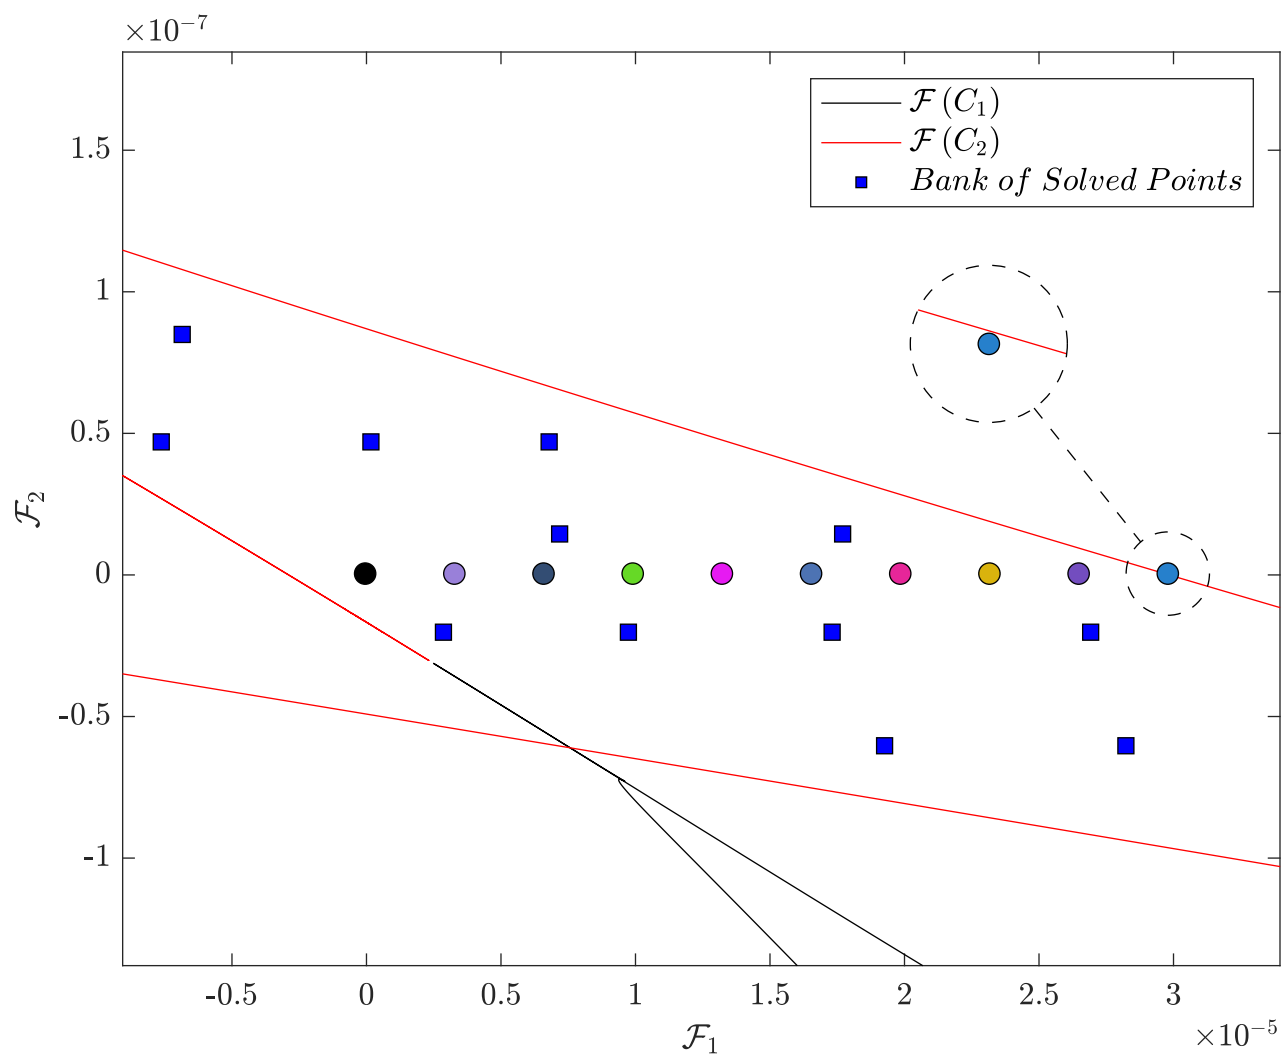 ×10⁻⁷
ℱ (C₁)
ℱ (C₂)
Bank of Solved Points
1.5
1
0.5
0
-0.5
-1
ℱ₂
-0.5 0 0.5 1 1.5 2 2.5 3
ℱ₁
×10⁻⁵